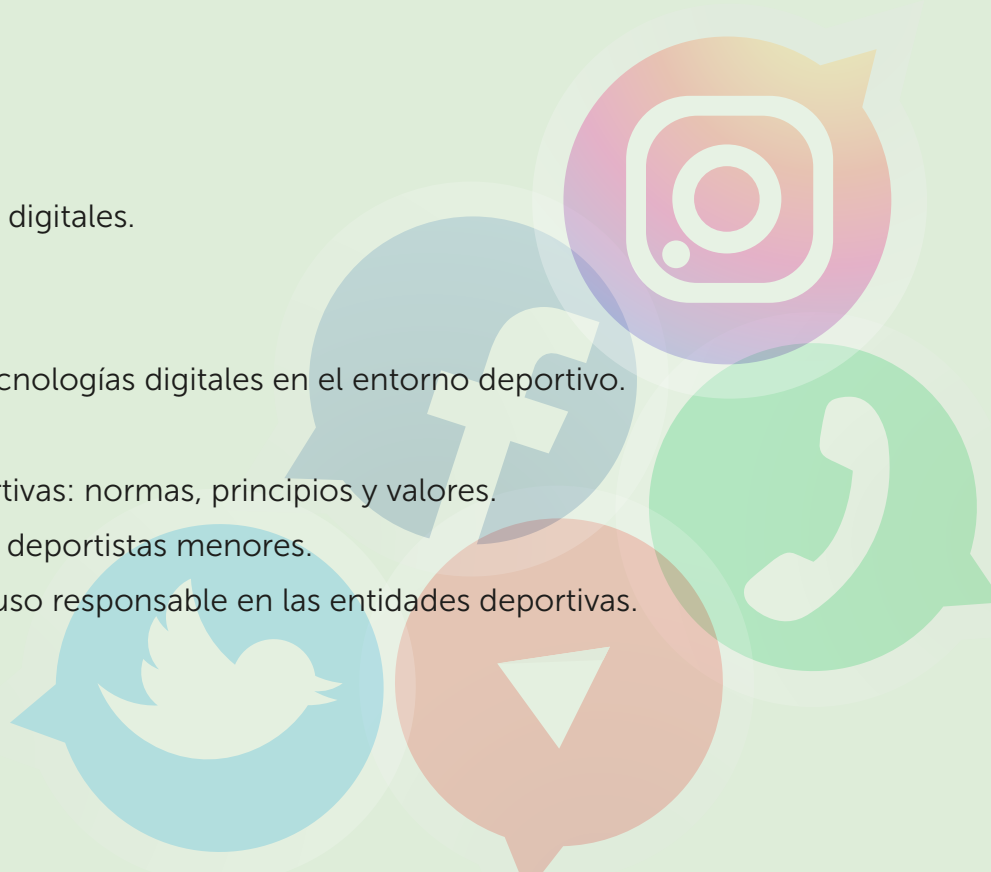 digitales.
cnologías digitales en el entorno deportivo.
rtivas: normas, principios y valores.
deportistas menores.
uso responsable en las entidades deportivas.